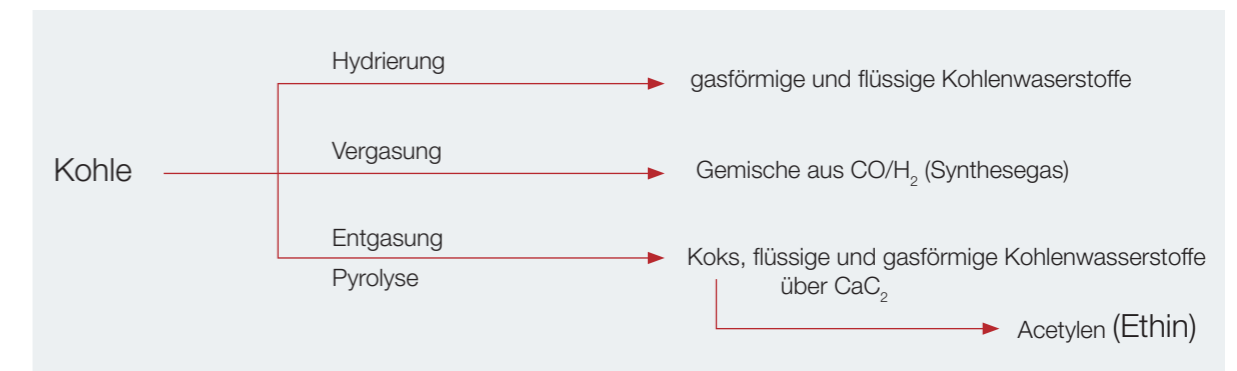 Hydrierung
gasförmige und flüssige Kohlenwaserstoffe
Kohle
Vergasung
Gemische aus CO/H₂ (Synthesegas)
Entgasung
Pyrolyse
Koks, flüssige und gasförmige Kohlenwasserstoffe
über CaC₂
Acetylen (Ethin)